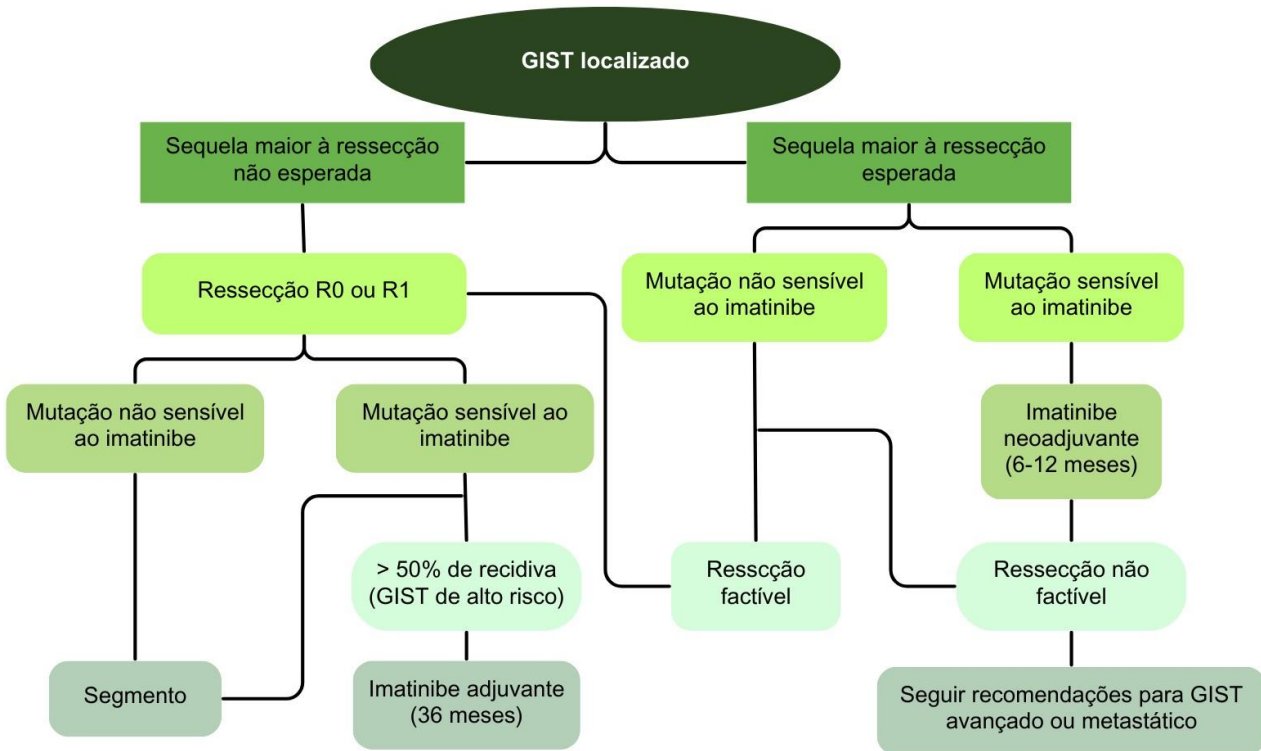 GIST localizado
Sequela maior à ressecção
não esperada
Sequela maior à ressecção
esperada
Ressecção R0 ou R1
Mutação não sensível
ao imatinibe
Mutação sensível
ao imatinibe
Mutação não sensível
ao imatinibe
Mutação sensível ao
imatinibe
Imatinibe
neoadjuvante
(6-12 meses)
> 50% de recidiva
(GIST de alto risco)
Resscção
factível
Ressecção não
factível
Segmento
Imatinibe adjuvante
(36 meses)
Seguir recomendações para GIST
avançado ou metastático